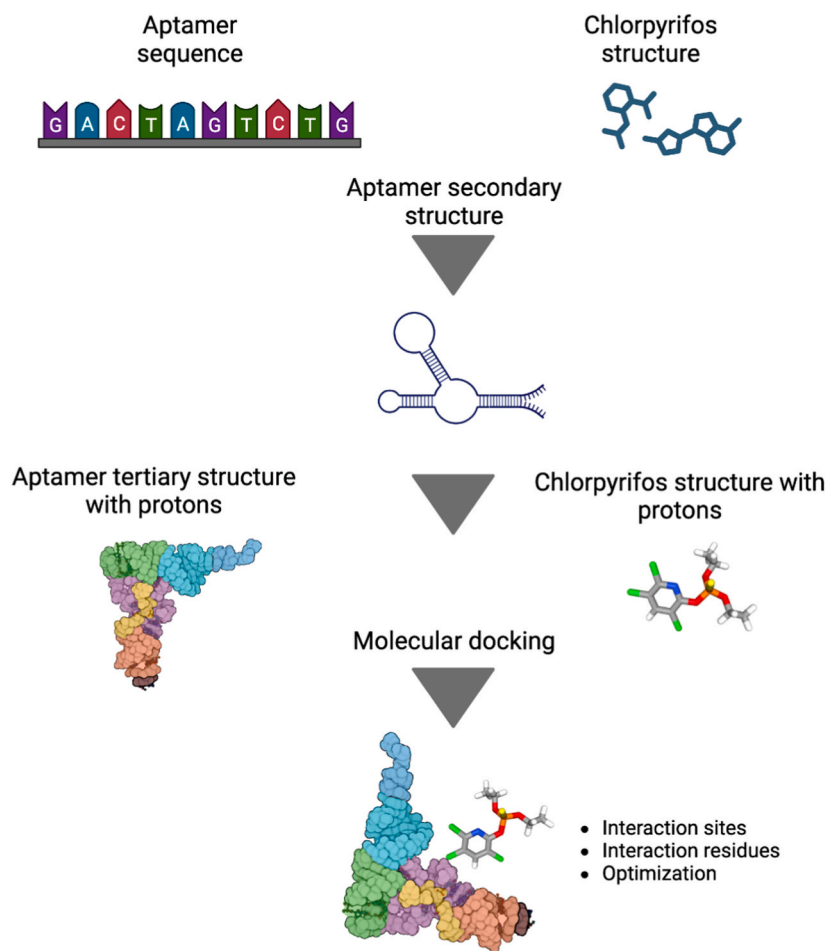 Aptamer
sequence
Chlorpyrifos
structure
G A C T A G T C T G
Aptamer secondary
structure
Aptamer tertiary structure
with protons
Chlorpyrifos structure with
protons
Molecular docking
• Interaction sites
• Interaction residues
• Optimization